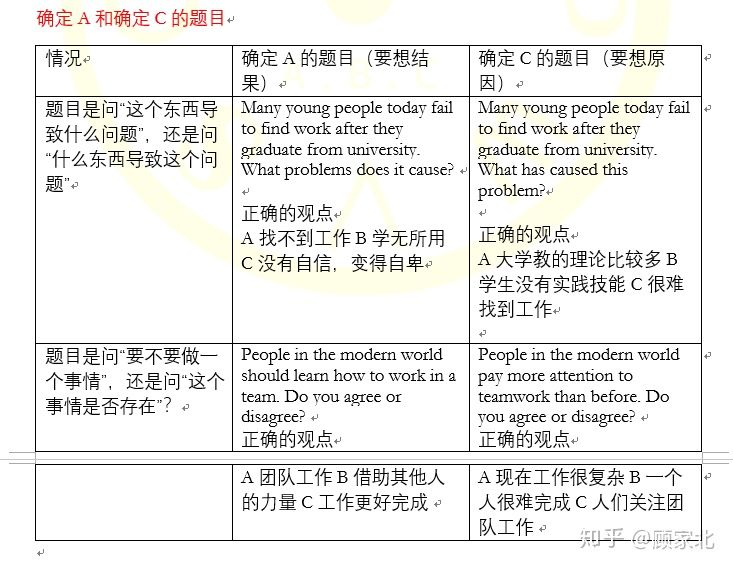 确定 A 和确定 C 的题目
情况
确定 A 的题目（要想结
果）
确定 C 的题目（要想原
因）
题目是问“这个东西导
致什么问题”，还是问
“什么东西导致这个问
题”
Many young people today fail
to find work after they
graduate from university.
What problems does it cause?
正确的观点
A 找不到工作 B 学无所用
C 没有自信，变得自卑
Many young people today fail
to find work after they
graduate from university.
What has caused this
problem?
正确的观点
A 大学教的理论比较多 B
学生没有实践技能 C 很难
找到工作
题目是问“要不要做一
个事情”，还是问“这个
事情是否存在”？
People in the modern world
should learn how to work in a
team. Do you agree or
disagree?
正确的观点
People in the modern world
pay more attention to
teamwork than before. Do
you agree or disagree?
正确的观点
A 团队工作 B 借助其他人
的力量 C 工作更好完成
A 现在工作很复杂 B 一个
人很难完成 C 人们关注团
队工作
知乎 @顾家北